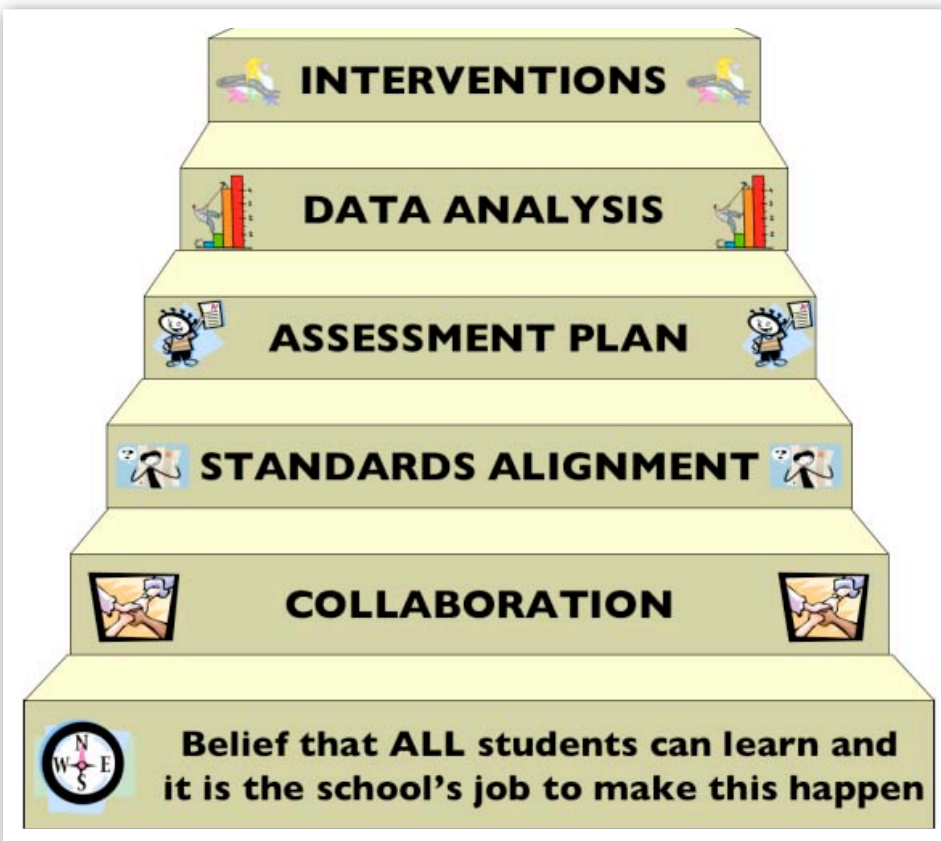 INTERVENTIONS
DATA ANALYSIS
ASSESSMENT PLAN
STANDARDS ALIGNMENT
COLLABORATION
N
W E
S
Belief that ALL students can learn and
it is the school's job to make this happen